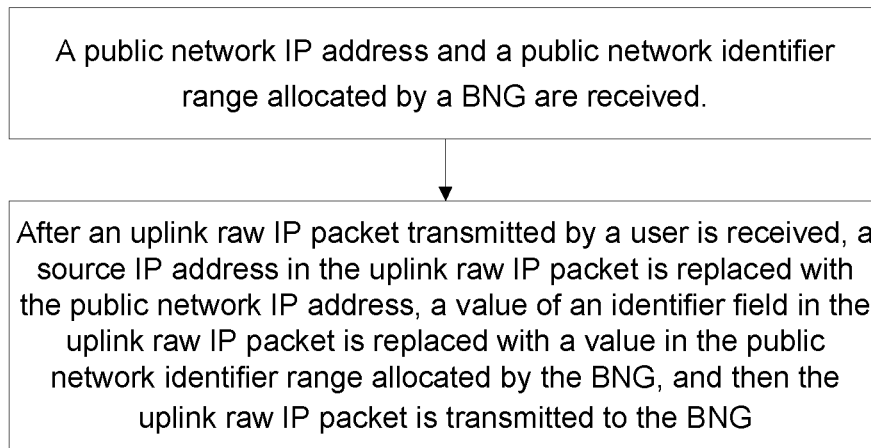 A public network IP address and a public network identifier
range allocated by a BNG are received.
After an uplink raw IP packet transmitted by a user is received, a
source IP address in the uplink raw IP packet is replaced with
the public network IP address, a value of an identifier field in the
uplink raw IP packet is replaced with a value in the public
network identifier range allocated by the BNG, and then the
uplink raw IP packet is transmitted to the BNG